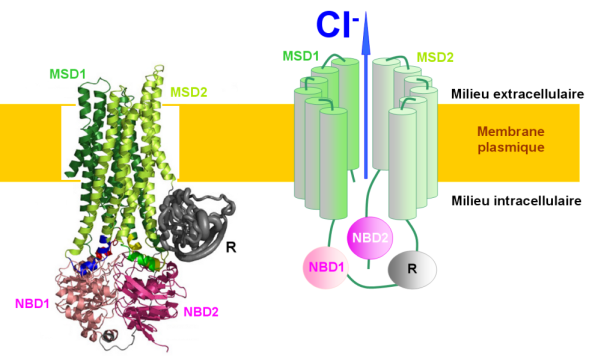 Cl-
MSD1
MSD2
MSD1
MSD2
Milieu extracellulaire
Membrane
plasmique
Milieu intracellulaire
R
NBD1
NBD2
NBD1
NBD2
R